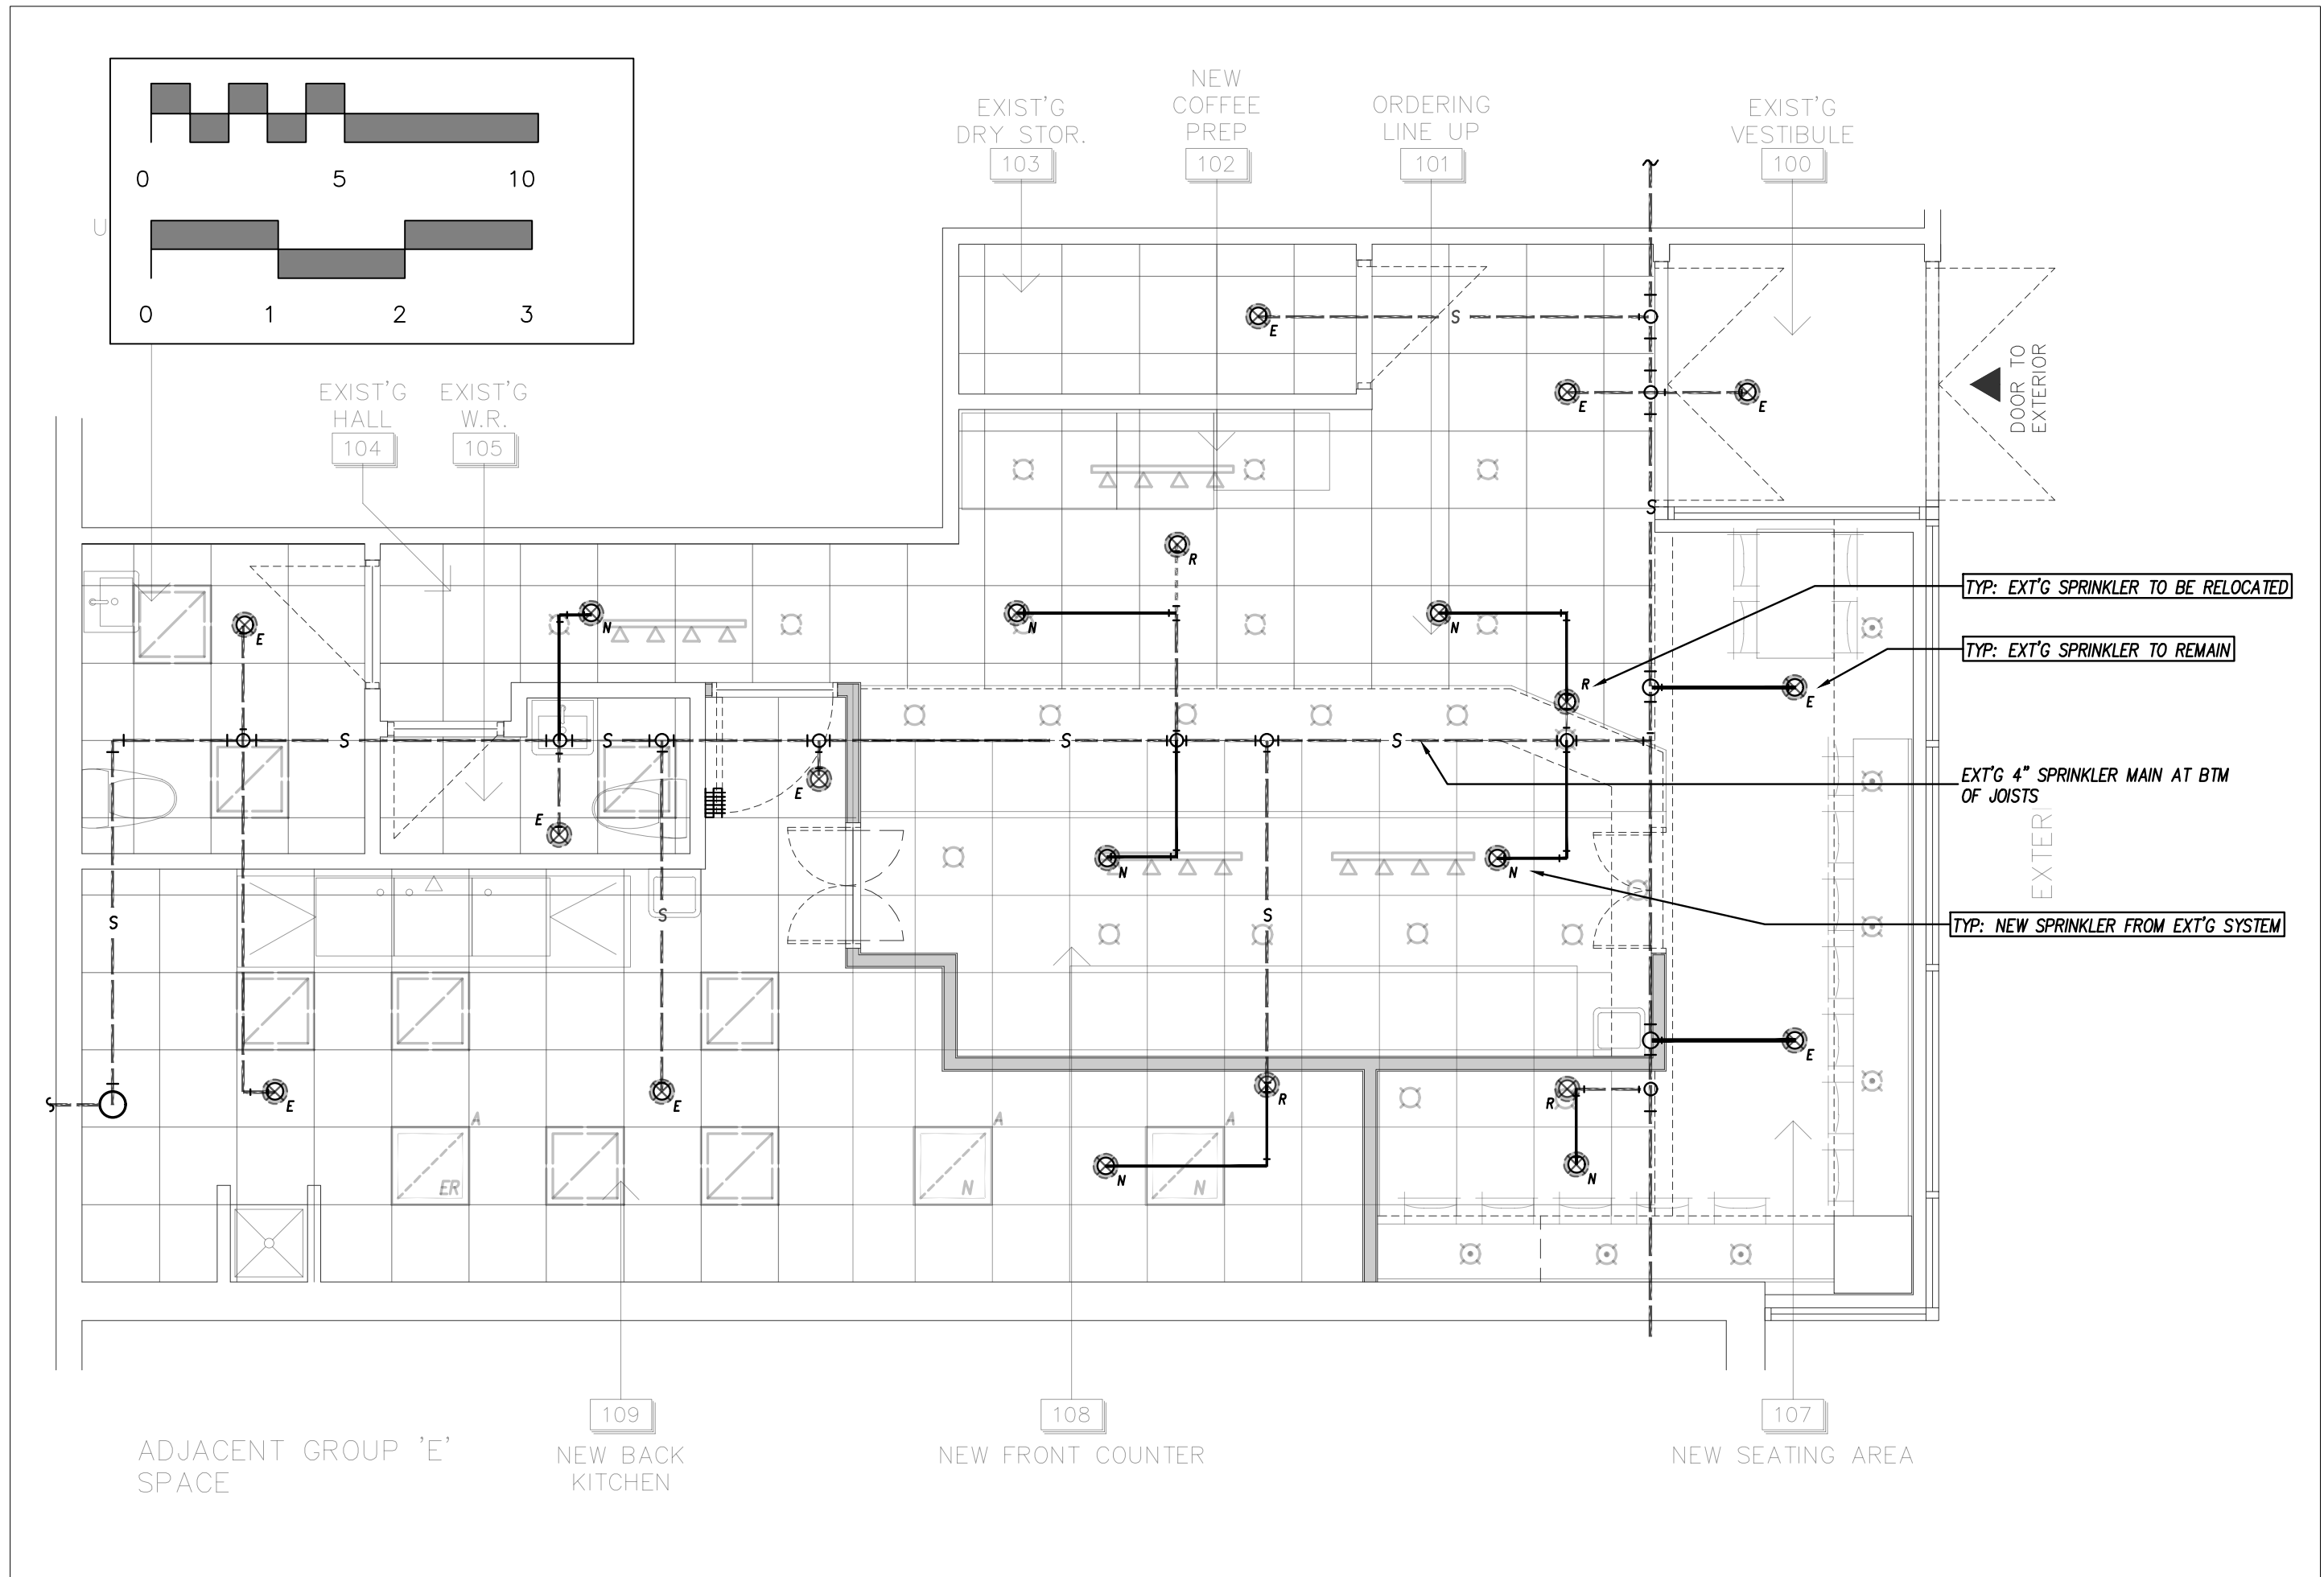 0 5 10
U
0 1 2 3
EXIST'G
DRY STOR.
103
NEW
COFFEE
PREP
102
ORDERING
LINE UP
101
EXIST'G
VESTIBULE
100
EXIST'G
HALL
104
EXIST'G
W.R.
105
S
E
E
E
DOOR TO
EXTERIOR
S
R
E
N
N
N
TYP: EXT'G SPRINKLER TO BE RELOCATED
R
TYP: EXT'G SPRINKLER TO REMAIN
E
S
S
S
S
EXT'G 4" SPRINKLER MAIN AT BTM
OF JOISTS
E
E
N
N
EXTERI
S
S
S
TYP: NEW SPRINKLER FROM EXT'G SYSTEM
E
S
E
E
R
R
A
A
A
ER
N
N
N
N
109
NEW BACK
KITCHEN
108
NEW FRONT COUNTER
107
NEW SEATING AREA
ADJACENT GROUP 'E'
SPACE